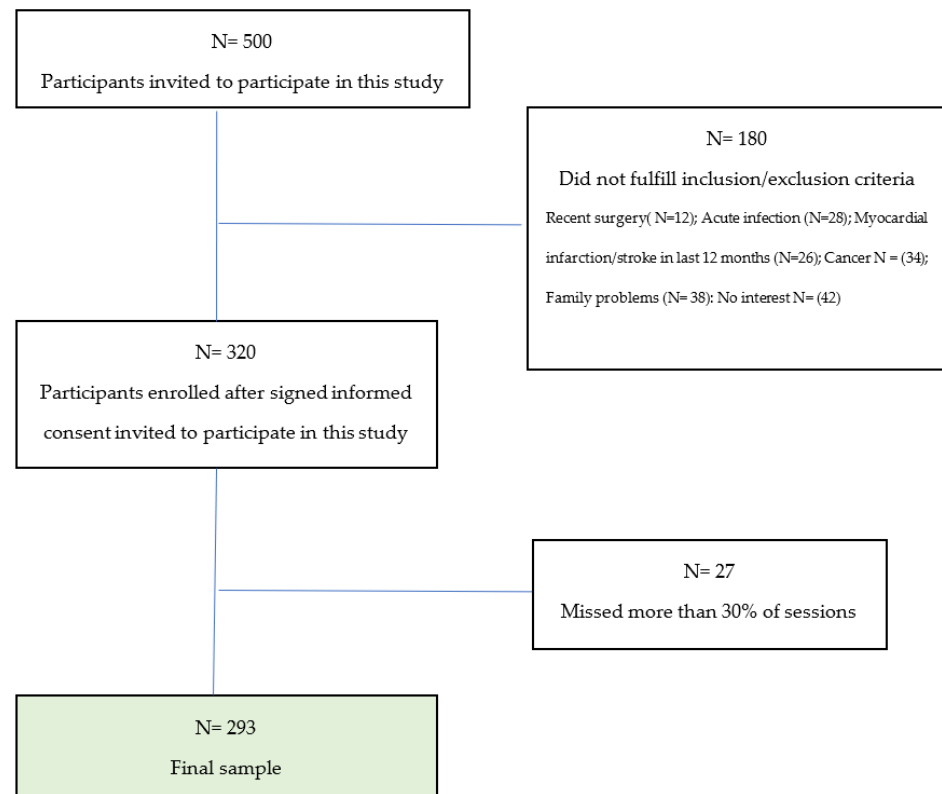 N= 500
Participants invited to participate in this study
N= 180
Did not fulfill inclusion/exclusion criteria
Recent surgery( N=12); Acute infection (N=28); Myocardial
infarction/stroke in last 12 months (N=26); Cancer N = (34);
Family problems (N= 38): No interest N= (42)
N= 320
Participants enrolled after signed informed
consent invited to participate in this study
N= 27
Missed more than 30% of sessions
N= 293
Final sample